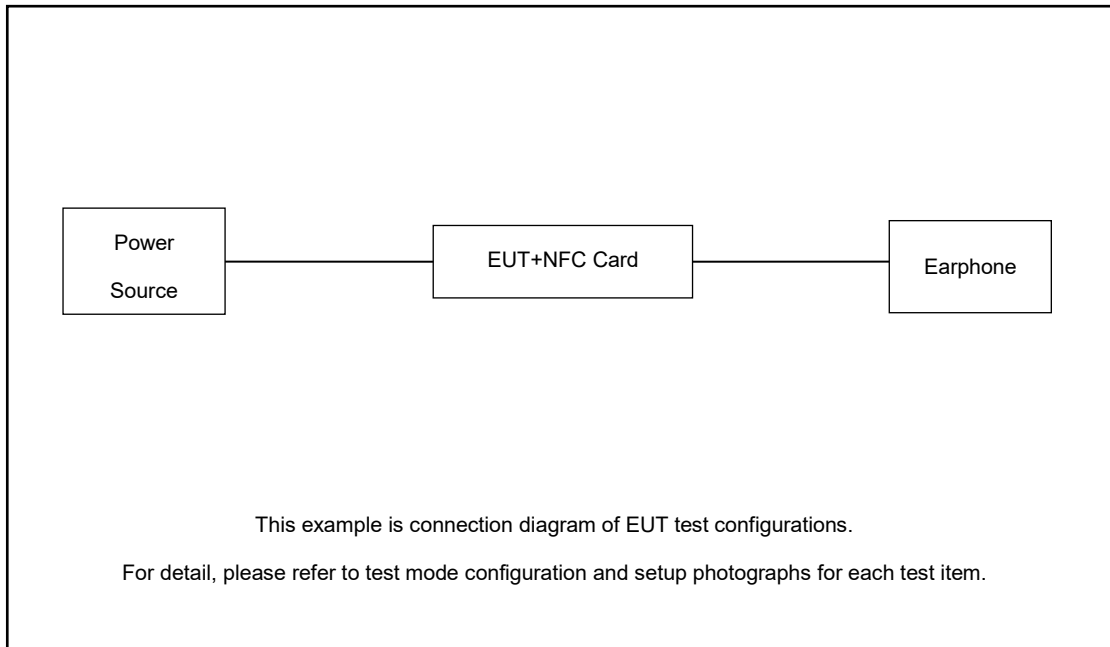 Power
Source
EUT+NFC Card
Earphone
This example is connection diagram of EUT test configurations.
For detail, please refer to test mode configuration and setup photographs for each test item.